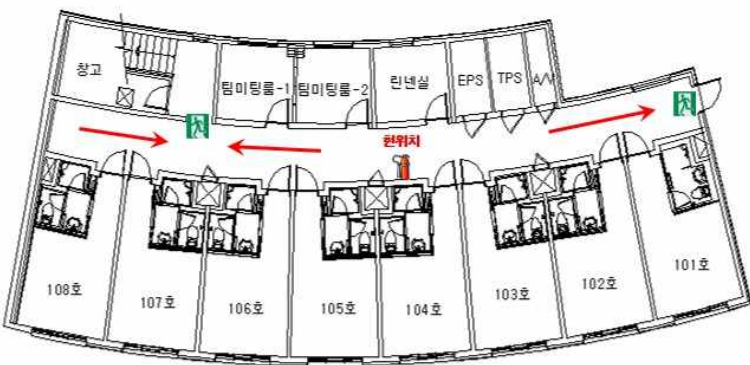 창고
팀미팅룸-1
팀미팅룸-2
린넨실
EPS
TPS
A/V
현위치
108호
107호
106호
105호
104호
103호
102호
101호